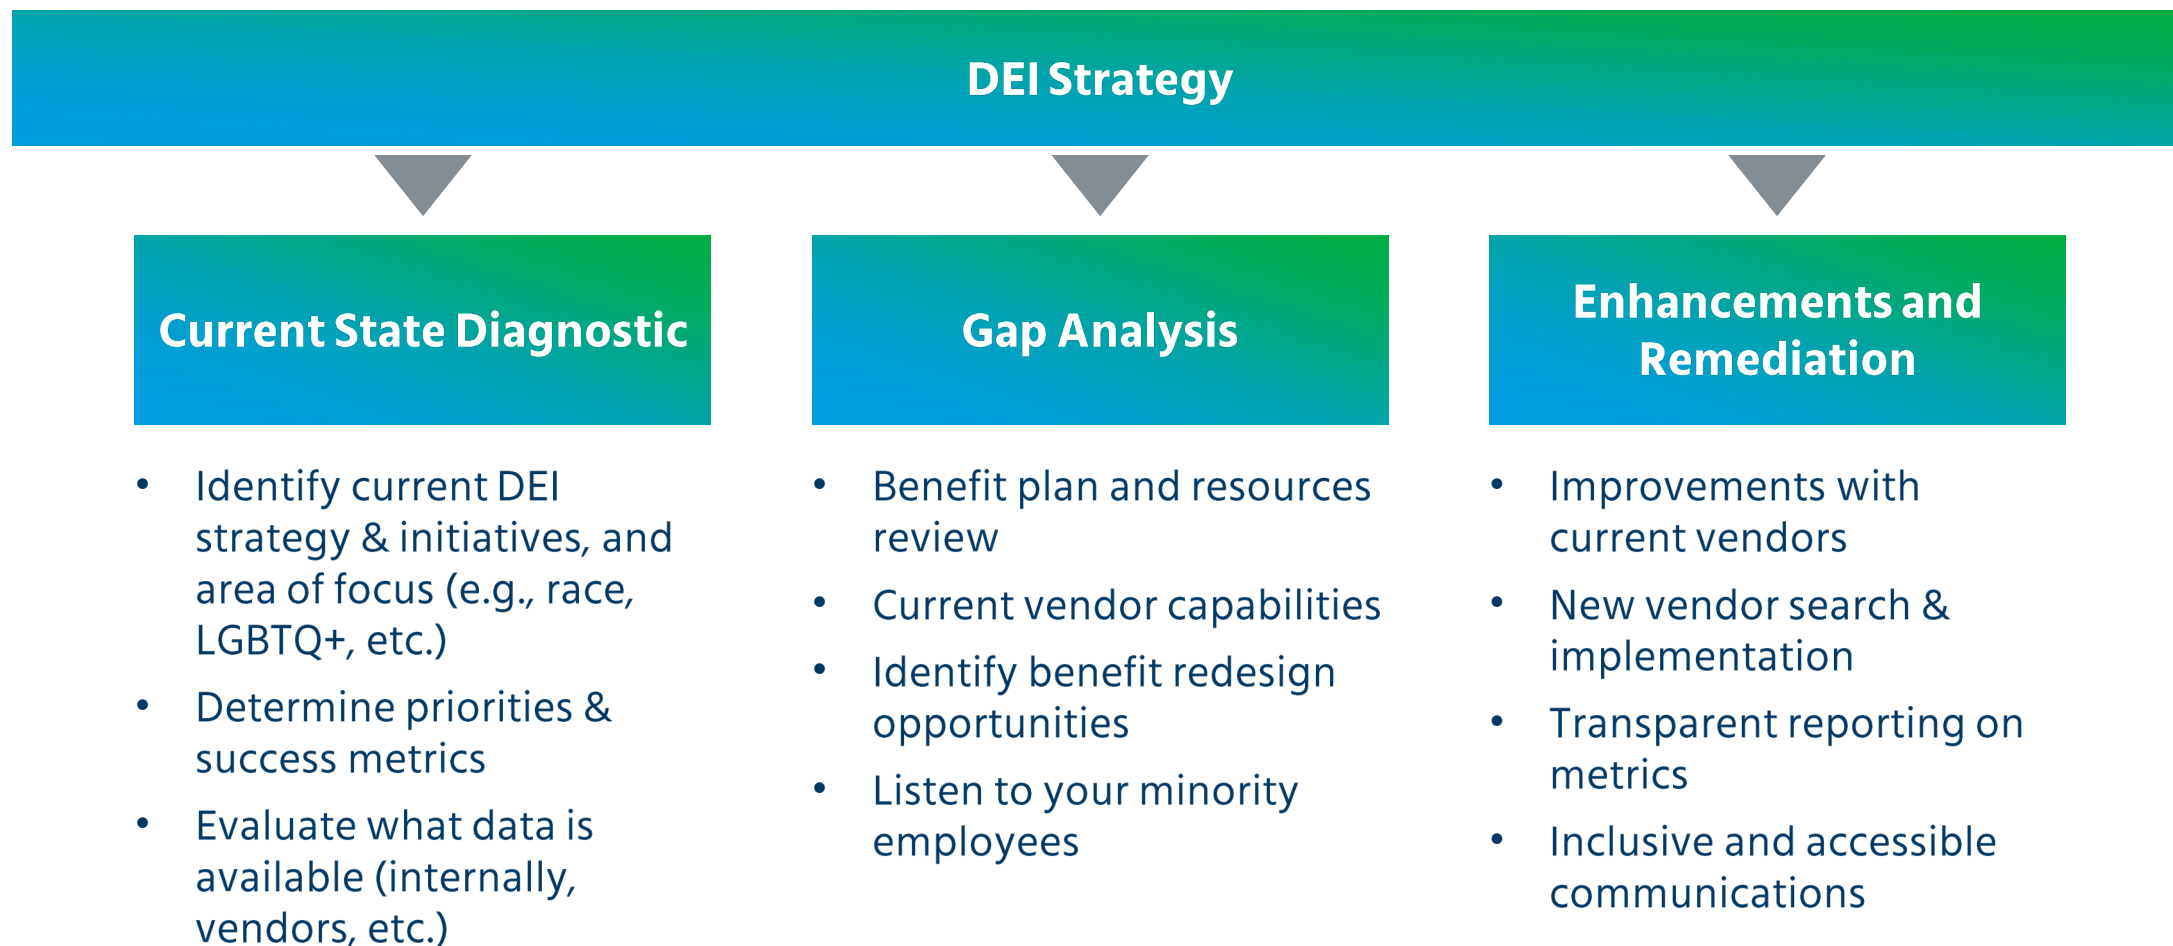 DEI Strategy
Current State Diagnostic
• Identify current DEI
strategy & initiatives, and
area of focus (e.g., race,
LGBTQ+, etc.)
• Determine priorities &
success metrics
• Evaluate what data is
available (internally,
vendors, etc.)
Gap Analysis
• Benefit plan and resources
review
• Current vendor capabilities
• Identify benefit redesign
opportunities
• Listen to your minority
employees
Enhancements and
Remediation
• Improvements with
current vendors
• New vendor search &
implementation
• Transparent reporting on
metrics
• Inclusive and accessible
communications